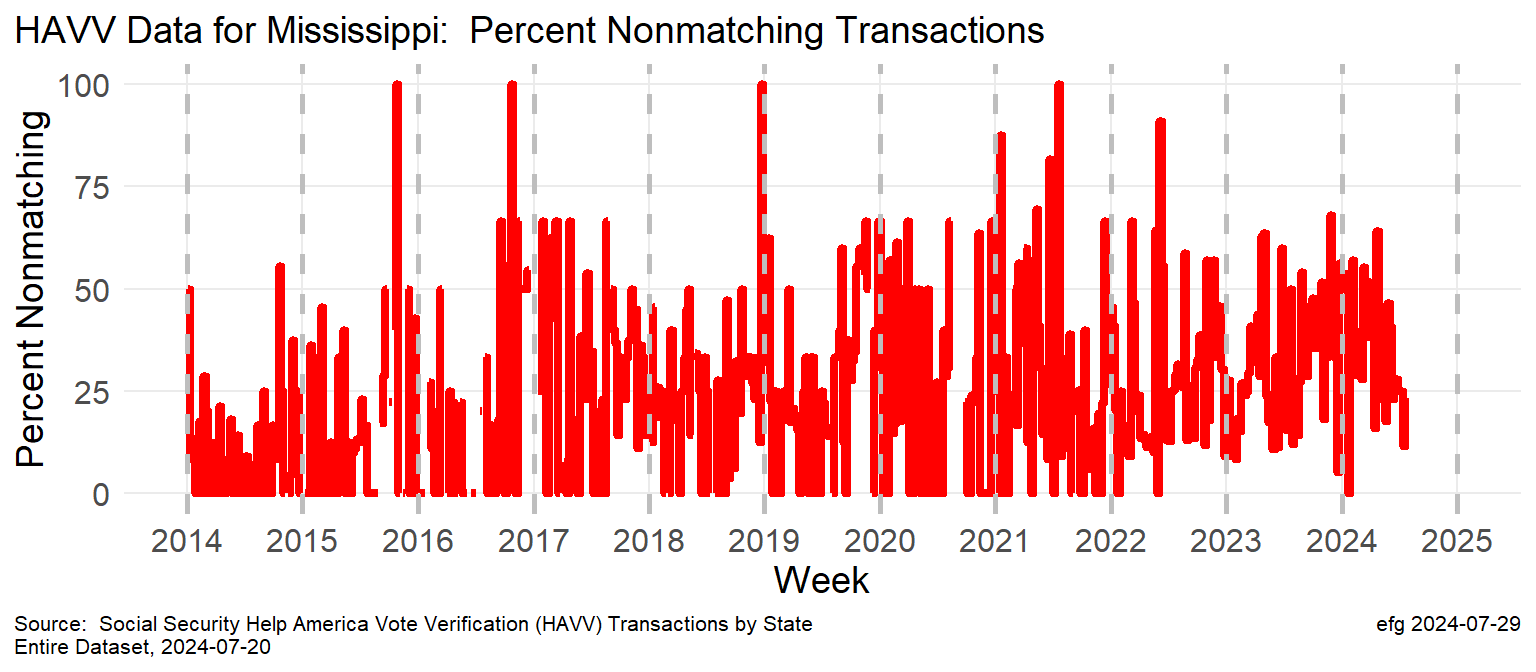 HAVV Data for Mississippi:  Percent Nonmatching Transactions
Percent Nonmatching
100
75
50
25
0
2014 2015 2016 2017 2018 2019 2020 2021 2022 2023 2024 2025
Week
Source:  Social Security Help America Vote Verification (HAVV) Transactions by State
Entire Dataset, 2024-07-20
efg 2024-07-29